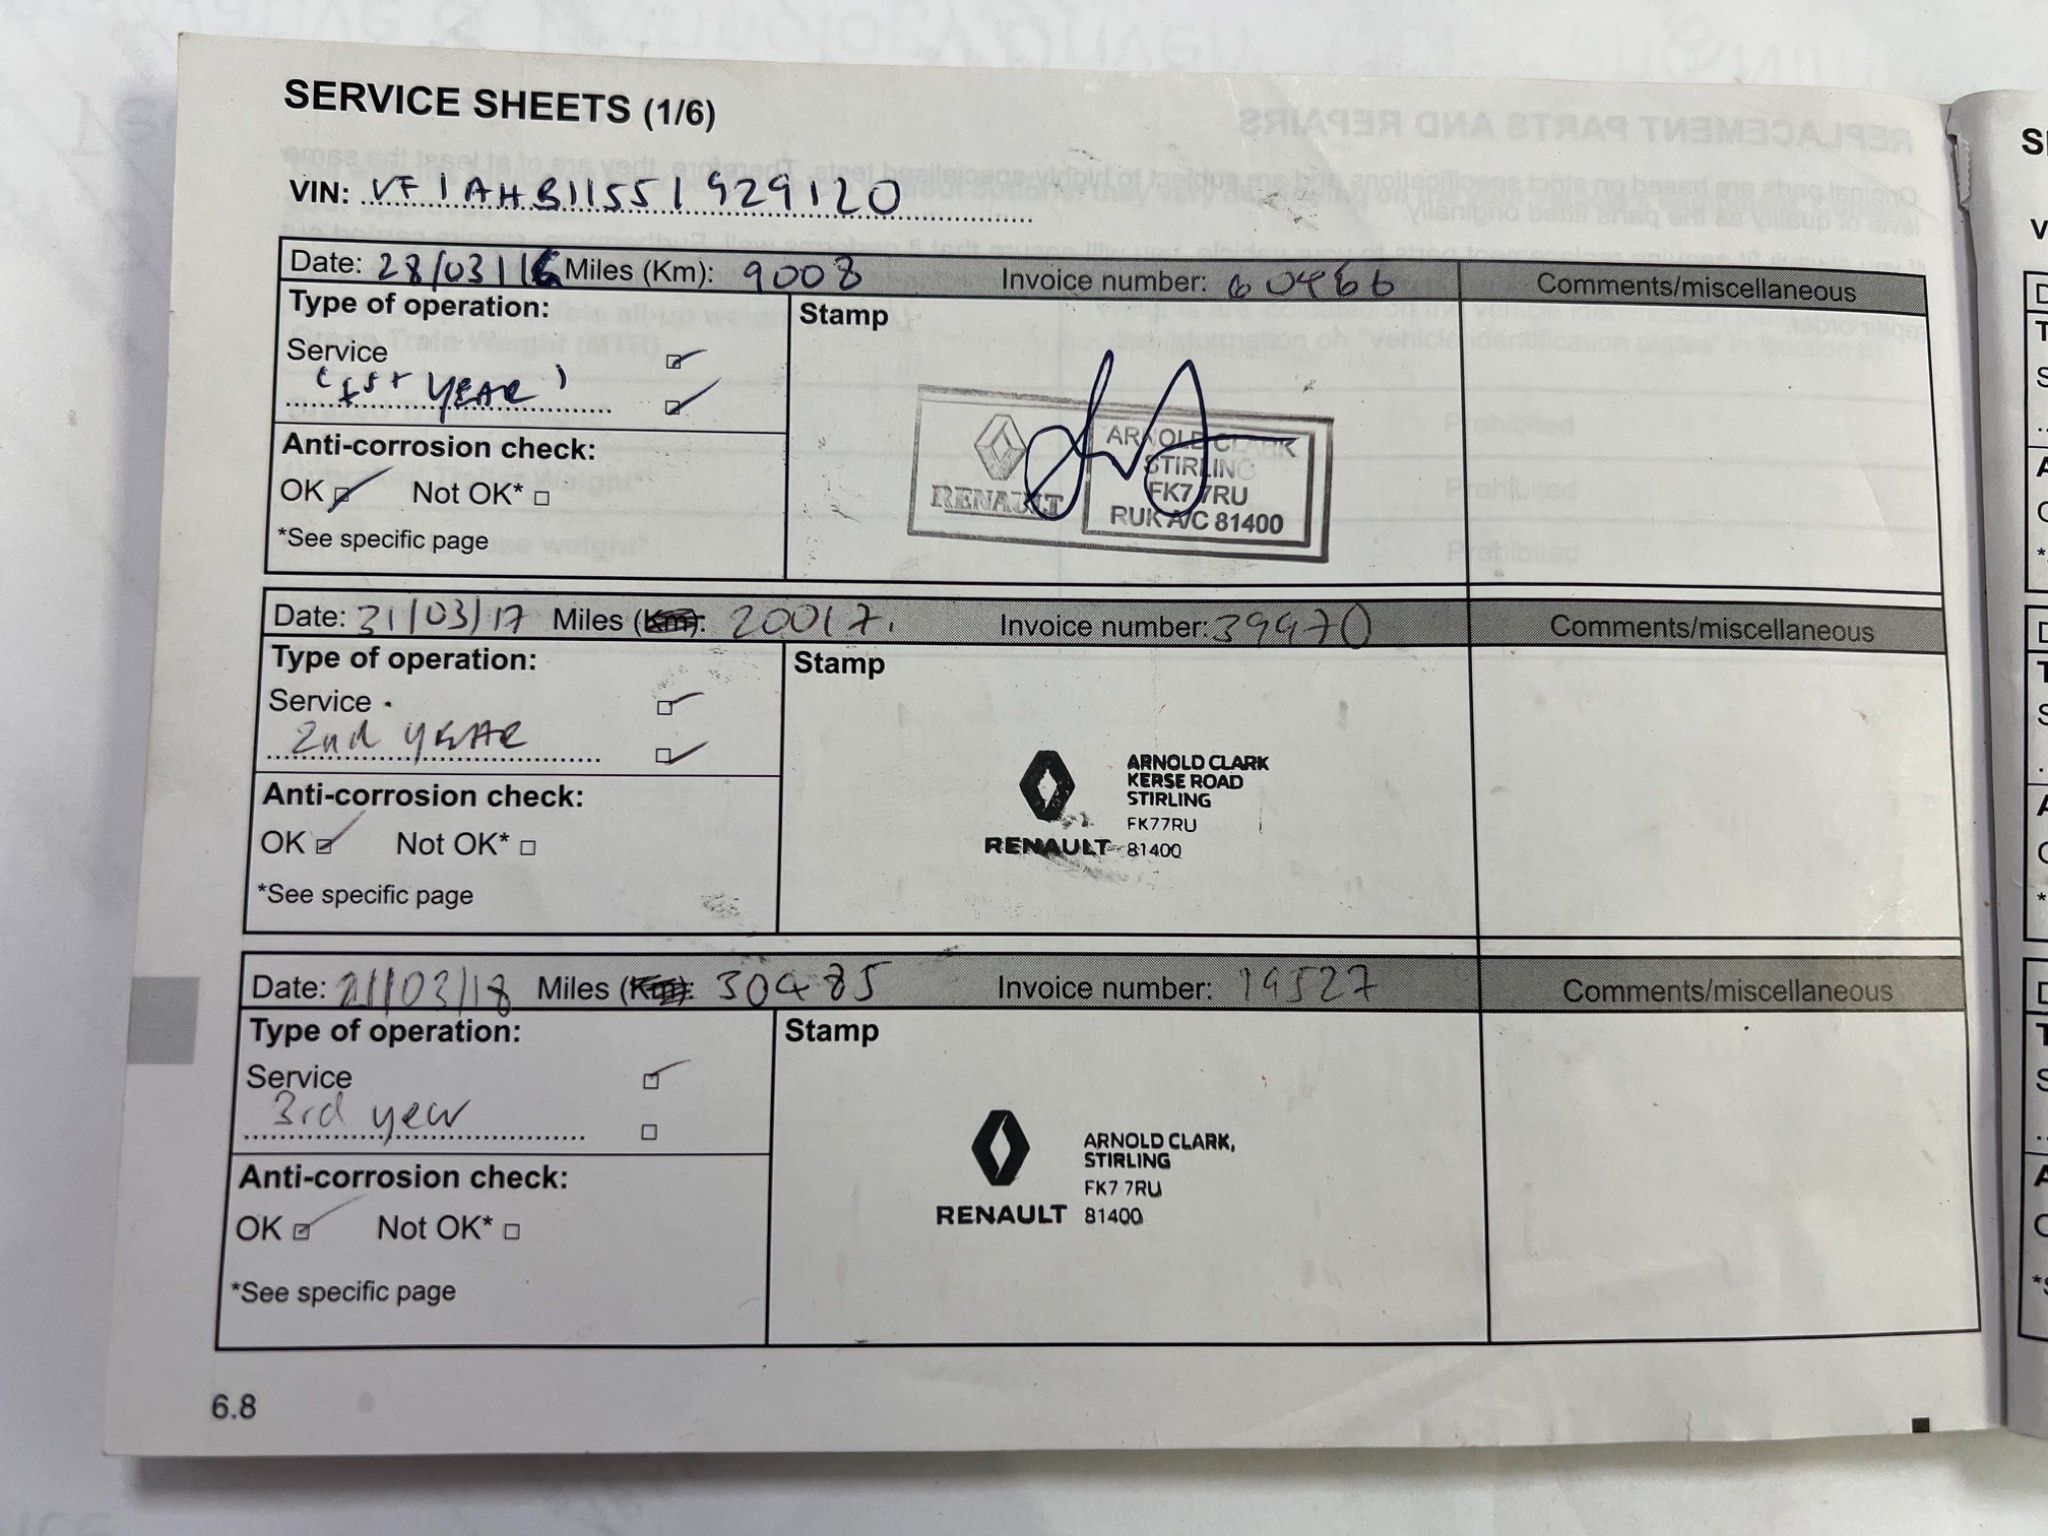 SERVICE SHEETS (1/6)
VIN: VF1AHB11551929120
Date: 28/03/16 Miles (Km): 9008 Invoice number: 60466 Comments/miscellaneous
Type of operation:
Stamp
Service
(1st YEAR)
Anti-corrosion check:
OK Not OK*
*See specific page
RENAULT
ARNOLD CLARK
STIRLING
FK7 7RU
RUK A/C 81400
Date: 31/03/17 Miles (Km): 20017. Invoice number: 39970 Comments/miscellaneous
Type of operation:
Stamp
Service
2nd YEAR
Anti-corrosion check:
OK Not OK*
*See specific page
ARNOLD CLARK
KERSE ROAD
STIRLING
FK77RU
RENAULT 81400
Date: 21/03/18 Miles (Km): 30485 Invoice number: 19527 Comments/miscellaneous
Type of operation:
Stamp
Service
3rd year
Anti-corrosion check:
OK Not OK*
*See specific page
ARNOLD CLARK,
STIRLING
FK7 7RU
RENAULT 81400
6.8